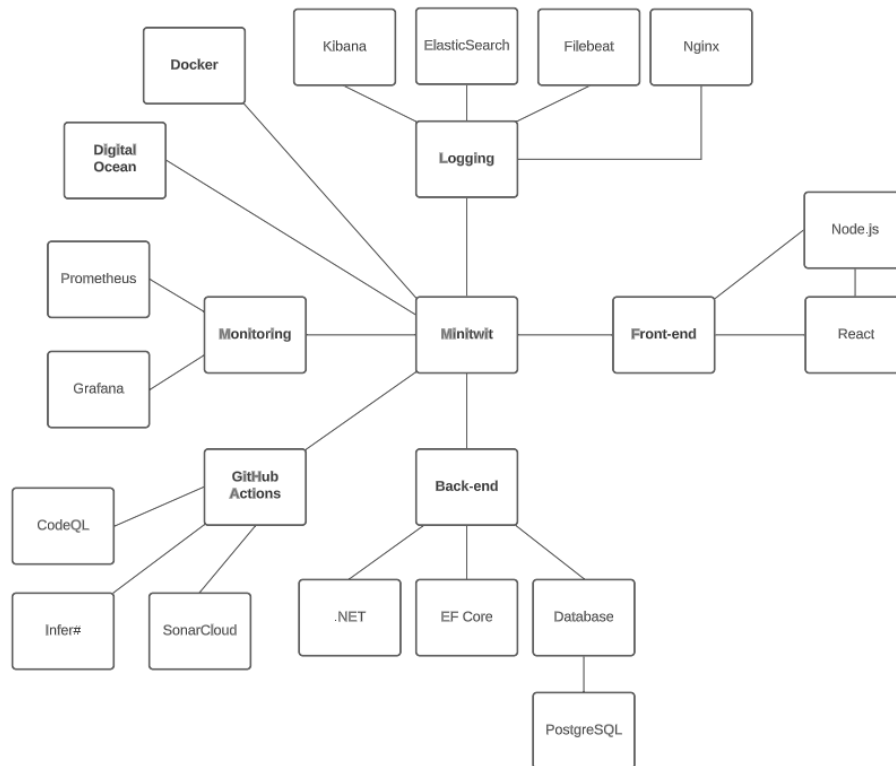 Kibana
ElasticSearch
Filebeat
Nginx
Docker
Digital
Ocean
Logging
Node.js
Prometheus
Monitoring
Minitwit
Front-end
React
Grafana
GitHub
Actions
Back-end
CodeQL
Infer#
SonarCloud
.NET
EF Core
Database
PostgreSQL